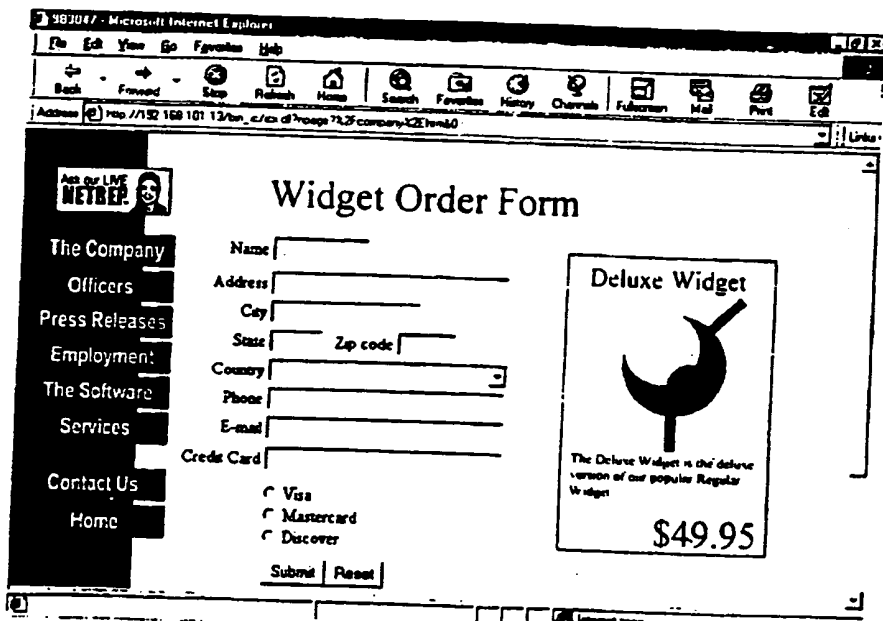 983047 - Microsoft Internet Explorer
File Edit View Go Favorites Help
Back Forward Stop Refresh Home Search Favorites History Channels Fullscreen Mail Print Edit
Address Links
Ask our LIVE
NETREP.
Widget Order Form
The Company
Officers
Press Releases
Employment
The Software
Services
Contact Us
Home
Name
Address
City
State Zip code
Country
Phone
E-mail
Credit Card
Visa
Mastercard
Discover
Submit Reset
Deluxe Widget
The Deluxe Widget is the deluxe
version of our popular Regular
Widget
$49.95